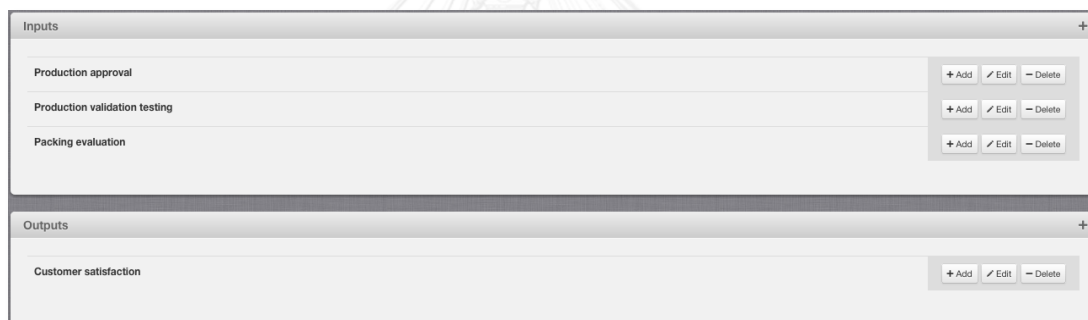 Inputs +
Production approval + Add Edit − Delete
Production validation testing + Add Edit − Delete
Packing evaluation + Add Edit − Delete
Outputs +
Customer satisfaction + Add Edit − Delete